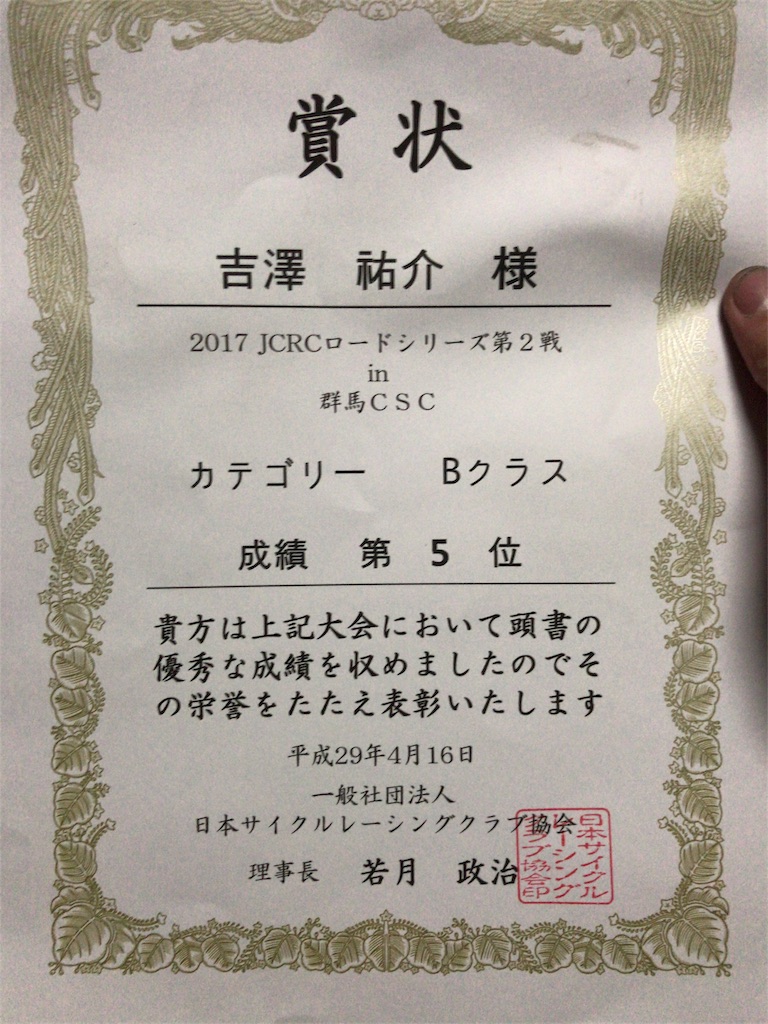 賞状
吉澤 祐介 様
2017 JCRCロードシリーズ第2戦
in
群馬CSC
カテゴリー Bクラス
成績 第 5 位
貴方は上記大会において頭書の
優秀な成績を収めましたのでそ
の栄誉をたたえ表彰いたします
平成29年4月16日
一般社団法人
日本サイクルレーシングクラブ協会
理事長 若月 政治
日本サイクル
レーシング
クラブ協会印